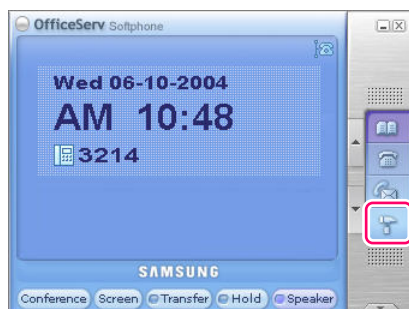 OfficeServ Softphone
Wed 06-10-2004
AM 10:48
3214
SAMSUNG
Conference Screen Transfer Hold Speaker